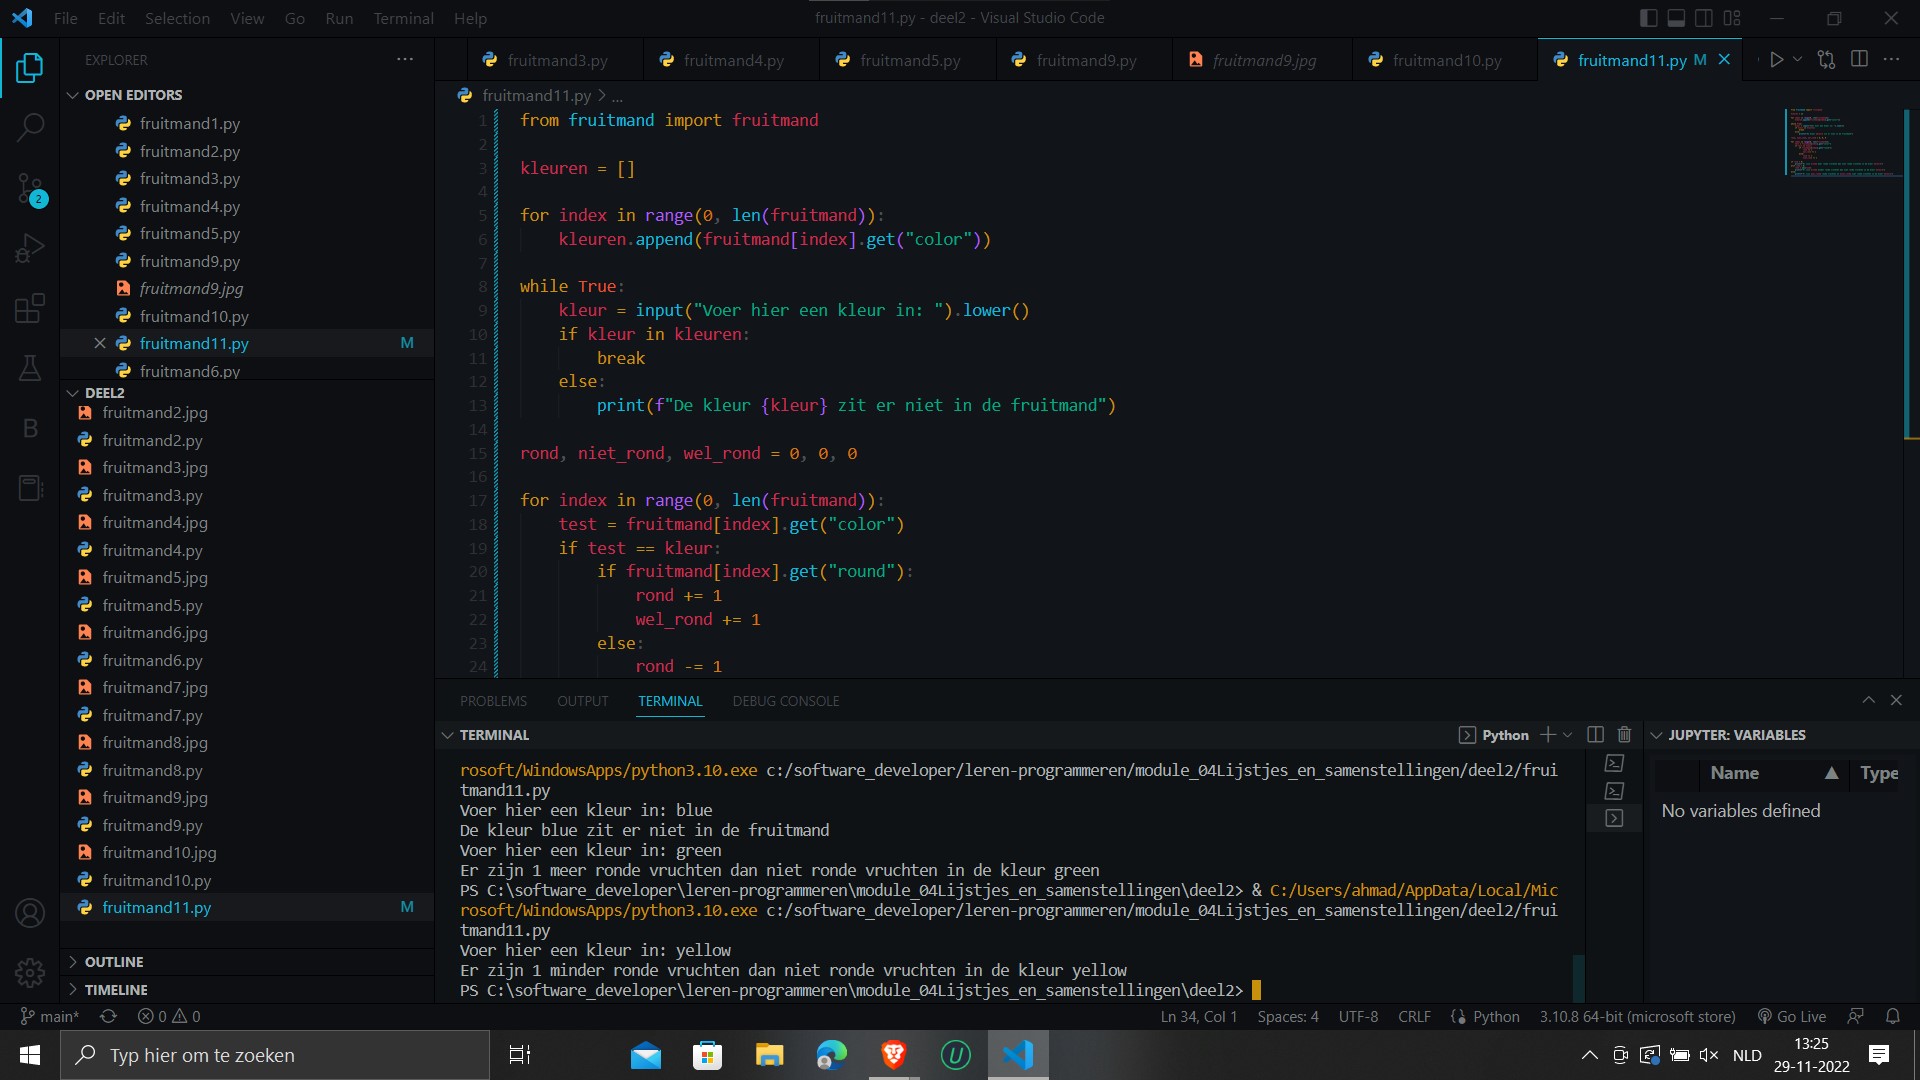 File Edit Selection View Go Run Terminal Help
fruitmand11.py - deel2 - Visual Studio Code
EXPLORER
fruitmand3.py fruitmand4.py fruitmand5.py fruitmand9.py fruitmand9.jpg fruitmand10.py fruitmand11.py M
OPEN EDITORS
fruitmand1.py
fruitmand2.py
fruitmand3.py
fruitmand4.py
fruitmand5.py
fruitmand9.py
fruitmand9.jpg
fruitmand10.py
fruitmand11.py M
fruitmand6.py
2
B
DEEL2
fruitmand2.jpg
fruitmand2.py
fruitmand3.jpg
fruitmand3.py
fruitmand4.jpg
fruitmand4.py
fruitmand5.jpg
fruitmand5.py
fruitmand6.jpg
fruitmand6.py
fruitmand7.jpg
fruitmand7.py
fruitmand8.jpg
fruitmand8.py
fruitmand9.jpg
fruitmand9.py
fruitmand10.jpg
fruitmand10.py
fruitmand11.py M
OUTLINE
TIMELINE
fruitmand11.py > ...
1 from fruitmand import fruitmand
2
3 kleuren = []
4
5 for index in range(0, len(fruitmand)):
6 kleuren.append(fruitmand[index].get("color"))
7
8 while True:
9 kleur = input("Voer hier een kleur in: ").lower()
10 if kleur in kleuren:
11 break
12 else:
13 print(f"De kleur {kleur} zit er niet in de fruitmand")
14
15 rond, niet_rond, wel_rond = 0, 0, 0
16
17 for index in range(0, len(fruitmand)):
18 test = fruitmand[index].get("color")
19 if test == kleur:
20 if fruitmand[index].get("round"):
21 rond += 1
22 wel_rond += 1
23 else:
24 rond -= 1
PROBLEMS OUTPUT TERMINAL DEBUG CONSOLE
TERMINAL
Python
JUPYTER: VARIABLES
Name Type
No variables defined
rosoft/WindowsApps/python3.10.exe c:/software_developer/leren-programmeren/module_04Lijstjes_en_samenstellingen/deel2/frui
tmand11.py
Voer hier een kleur in: blue
De kleur blue zit er niet in de fruitmand
Voer hier een kleur in: green
Er zijn 1 meer ronde vruchten dan niet ronde vruchten in de kleur green
PS C:\software_developer\leren-programmeren\module_04Lijstjes_en_samenstellingen\deel2> & C:/Users/ahmad/AppData/Local/Mic
rosoft/WindowsApps/python3.10.exe c:/software_developer/leren-programmeren/module_04Lijstjes_en_samenstellingen/deel2/frui
tmand11.py
Voer hier een kleur in: yellow
Er zijn 1 minder ronde vruchten dan niet ronde vruchten in de kleur yellow
PS C:\software_developer\leren-programmeren\module_04Lijstjes_en_samenstellingen\deel2>
main* 0 0
Ln 34, Col 1 Spaces: 4 UTF-8 CRLF Python 3.10.8 64-bit (microsoft store) Go Live
Typ hier om te zoeken
NLD
13:25
29-11-2022